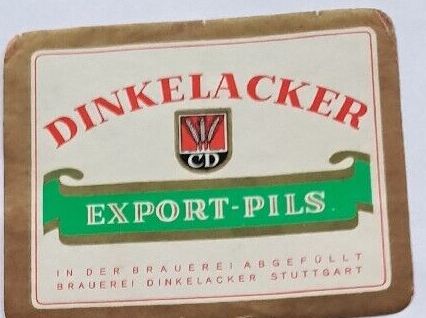 DINKELACKER
CD
EXPORT-PILS
IN DER BRAUEREI ABGEFÜLLT
BRAUEREI DINKELACKER STUTTGART